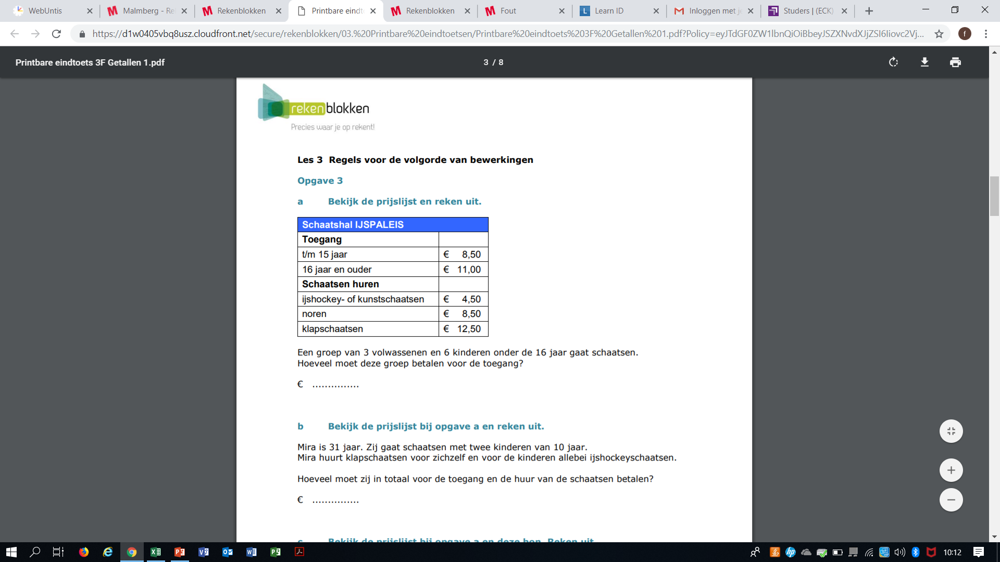 WebUntis
Malmberg - Re
Rekenblokken
Printbare eindt
Rekenblokken
Fout
Learn ID
Inloggen met j
Studers | (ECK)
https://d1w0405vbq8usz.cloudfront.net/secure/rekenblokken/03.%20Printbare%20eindtoetsen/Printbare%20eindtoets%203F%20Getallen%201.pdf?Policy=eyJTdGF0ZW1lbnQiOiBbeyJSZXNvdXJjZSI6Iiovc2Vj...
f
Printbare eindtoets 3F Getallen 1.pdf
3 / 8
rekenblokken
Precies waar je op rekent!
Les 3 Regels voor de volgorde van bewerkingen
Opgave 3
a Bekijk de prijslijst en reken uit.
Schaatshal IJSPALEIS
Toegang
t/m 15 jaar € 8,50
16 jaar en ouder € 11,00
Schaatsen huren
ijshockey- of kunstschaatsen € 4,50
noren € 8,50
klapschaatsen € 12,50
Een groep van 3 volwassenen en 6 kinderen onder de 16 jaar gaat schaatsen.
Hoeveel moet deze groep betalen voor de toegang?
€ ...............
b Bekijk de prijslijst bij opgave a en reken uit.
Mira is 31 jaar. Zij gaat schaatsen met twee kinderen van 10 jaar.
Mira huurt klapschaatsen voor zichzelf en voor de kinderen allebei ijshockeyschaatsen.
Hoeveel moet zij in totaal voor de toegang en de huur van de schaatsen betalen?
€ ...............
c Bekijk de prijslijst bij opgave a en deze bon. Reken uit
10:12